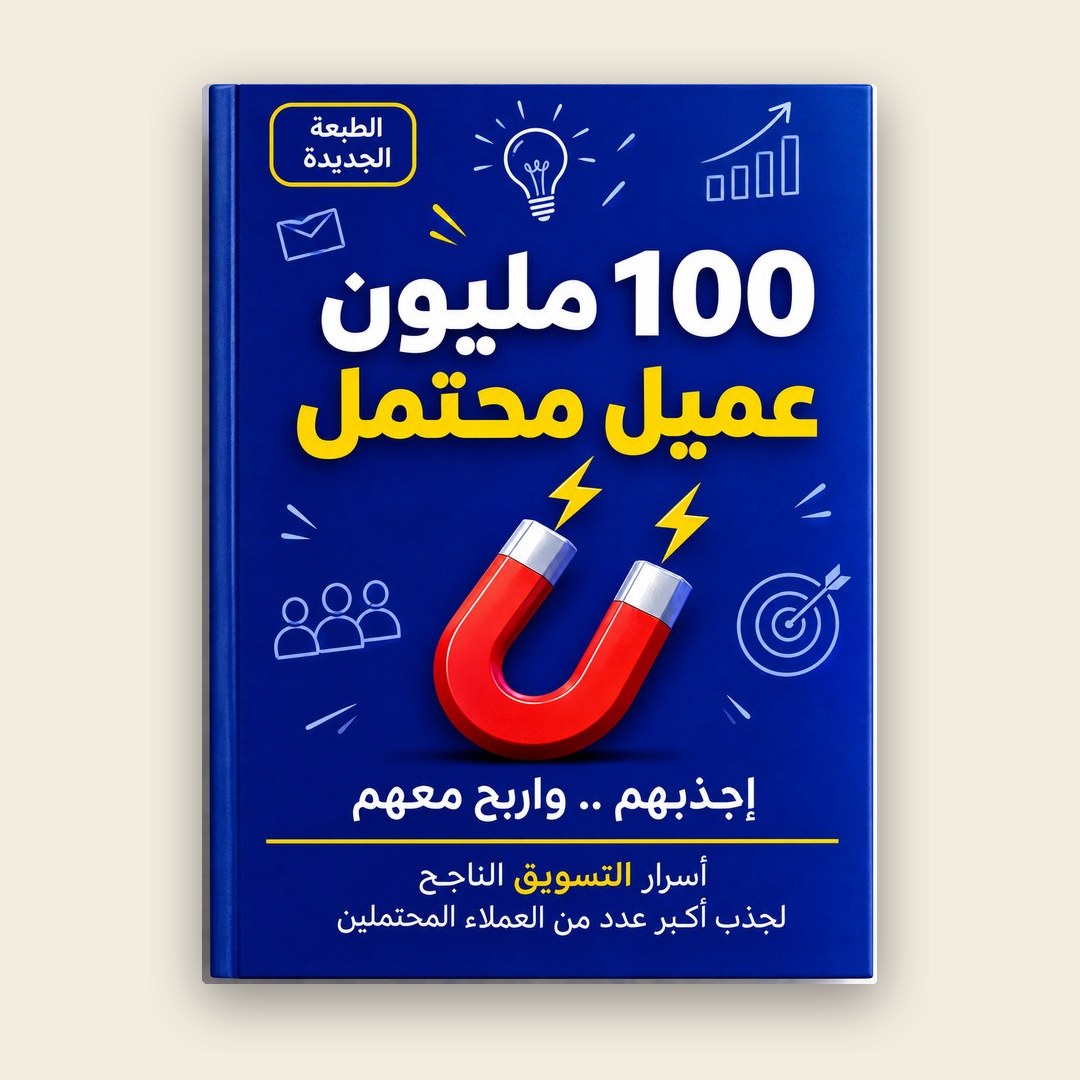 الطبعة
الجديدة
100 مليون
عميل محتمل
إجذبهم .. واربح معهم
أسرار التسويق الناجح
لجذب أكبر عدد من العملاء المحتملين